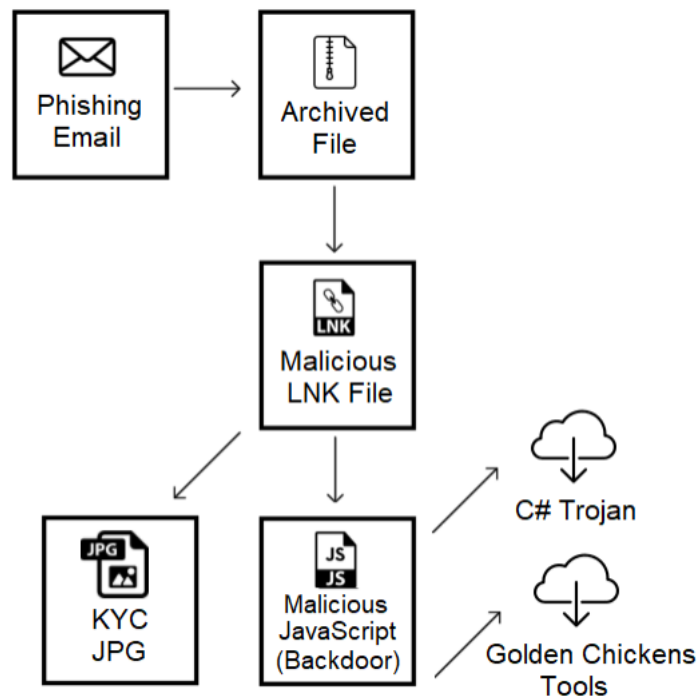 Phishing
Email
Archived
File
LNK
Malicious
LNK File
C# Trojan
JPG
KYC
JPG
JS
JS
Malicious
JavaScript
(Backdoor)
Golden Chickens
Tools